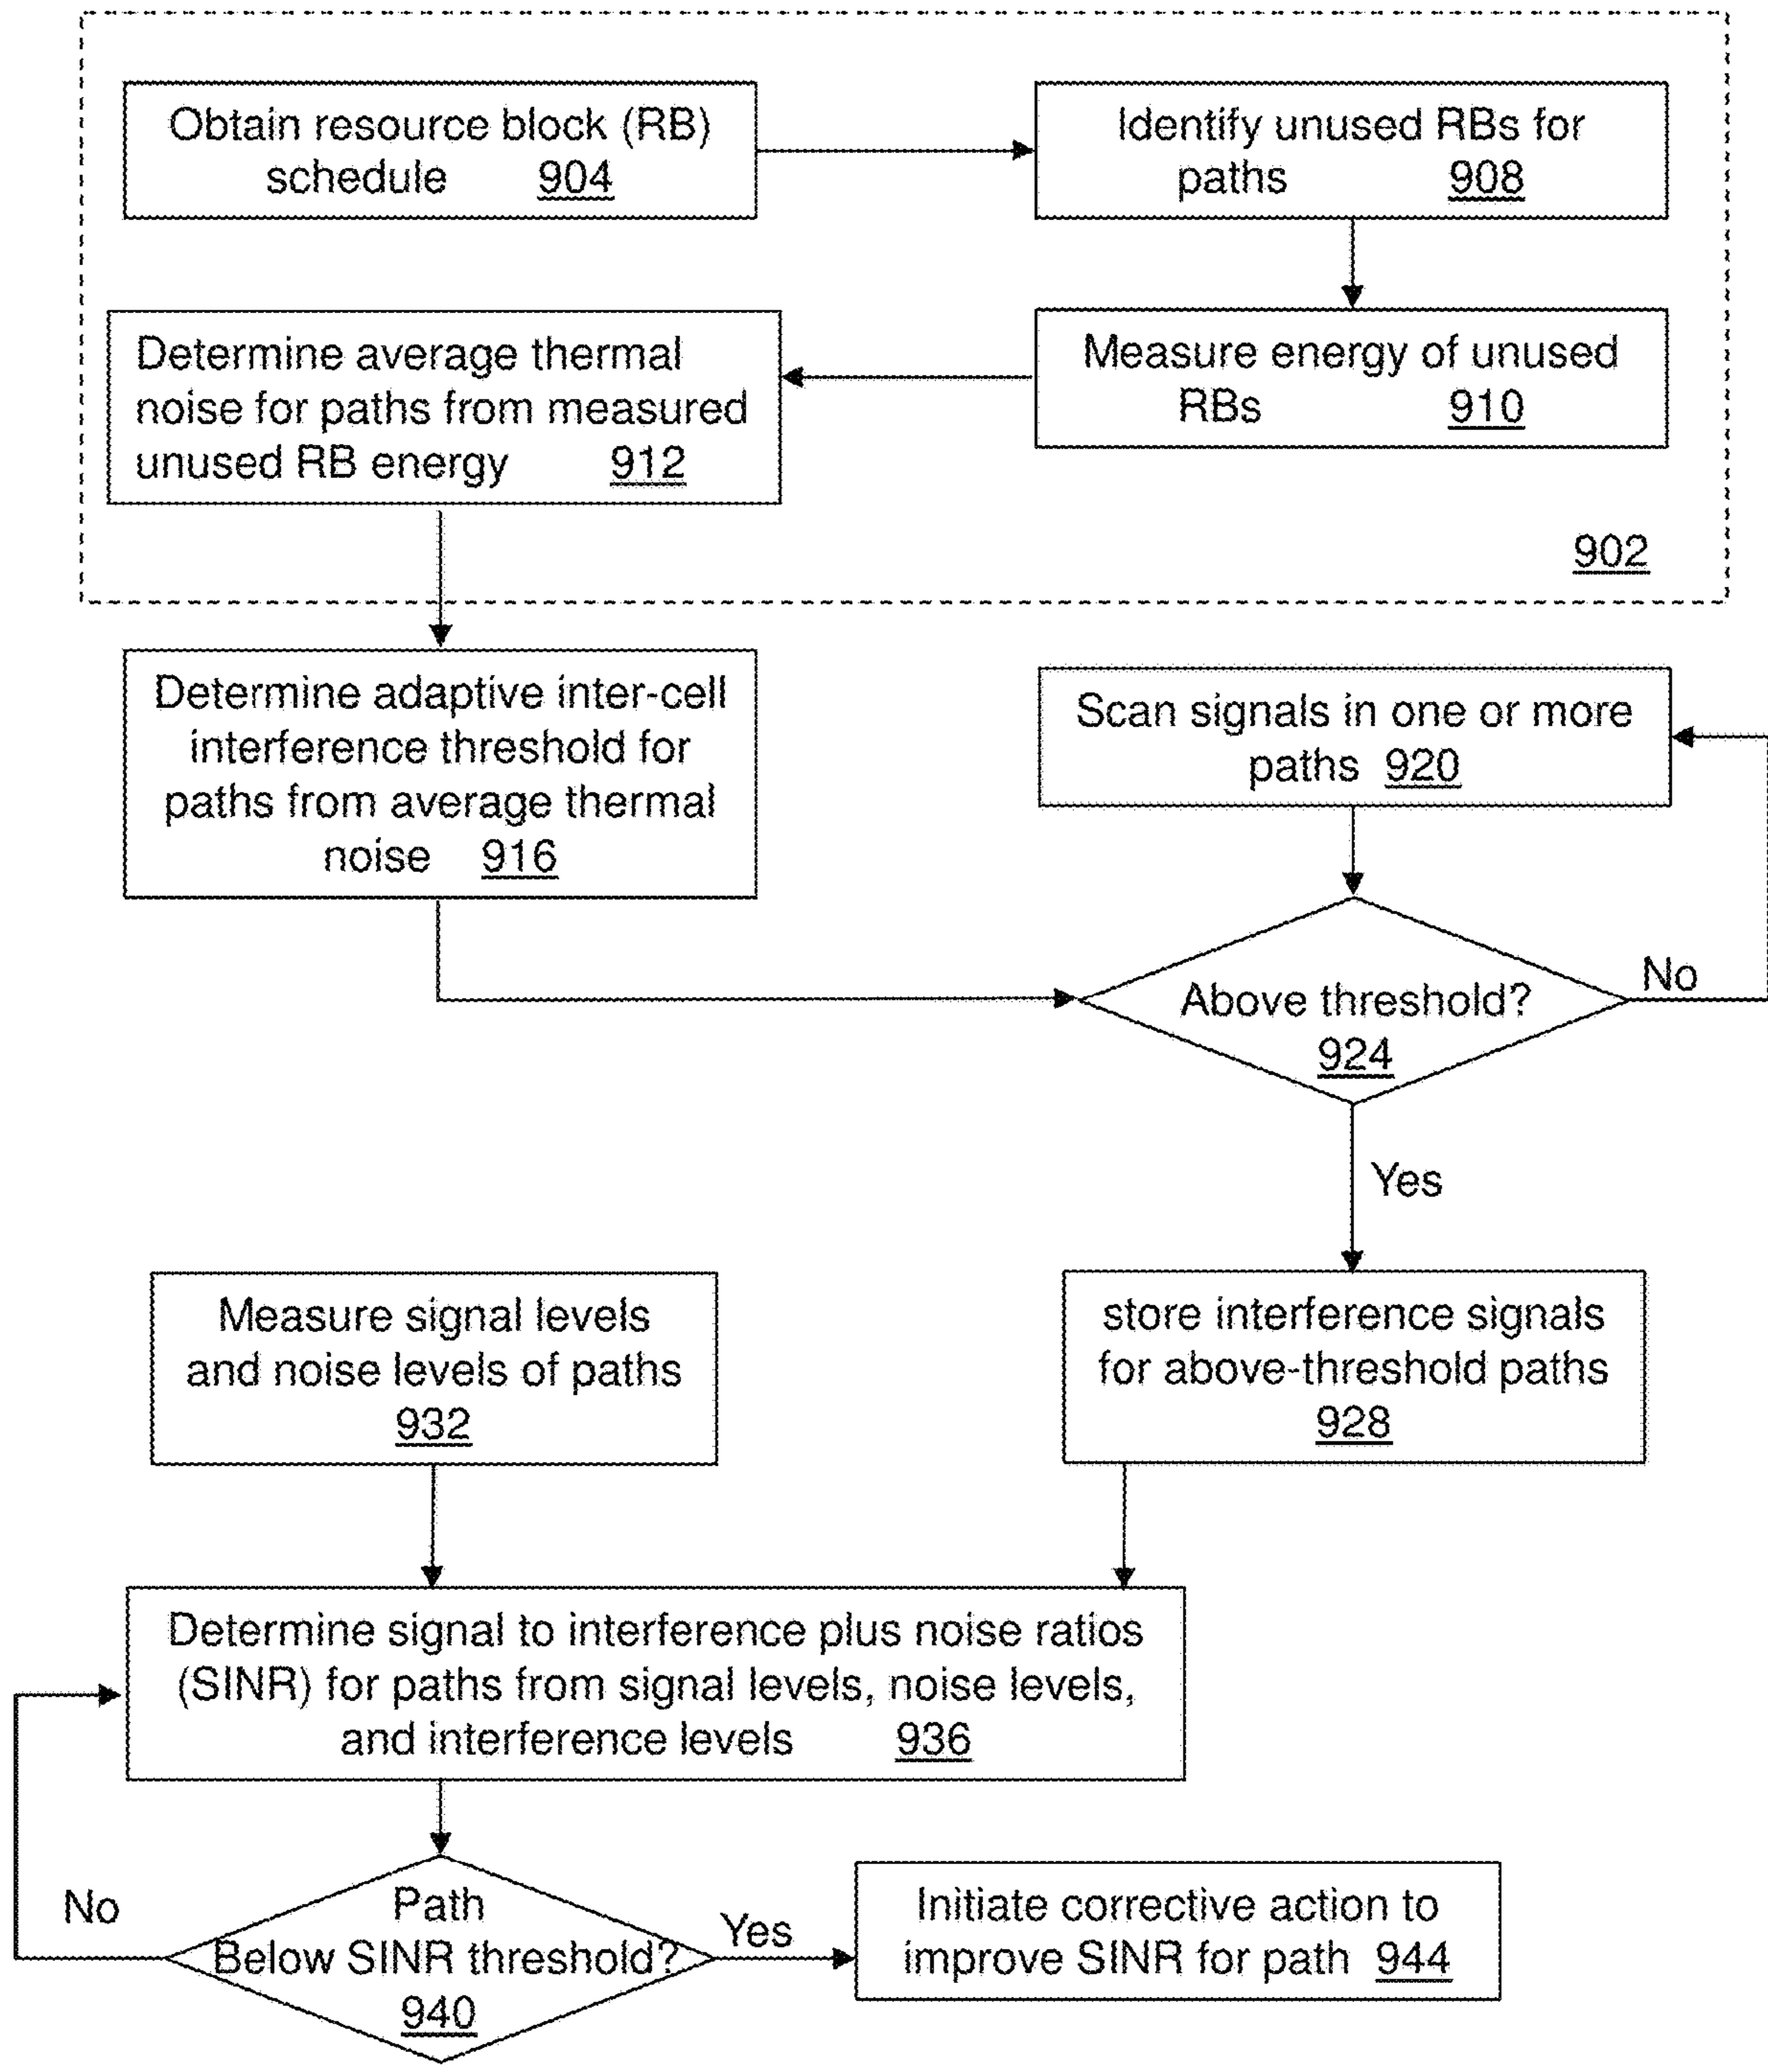 Obtain resource block (RB)
schedule 904
Identify unused RBs for
paths 908
Determine average thermal
noise for paths from measured
unused RB energy 912
Measure energy of unused
RBs 910
902
Determine adaptive inter-cell
interference threshold for
paths from average thermal
noise 916
Scan signals in one or more
paths 920
Above threshold?
924
No
Yes
Measure signal levels
and noise levels of paths
932
store interference signals
for above-threshold paths
928
Determine signal to interference plus noise ratios
(SINR) for paths from signal levels, noise levels,
and interference levels 936
No
Path
Below SINR threshold?
940
Yes
Initiate corrective action to
improve SINR for path 944